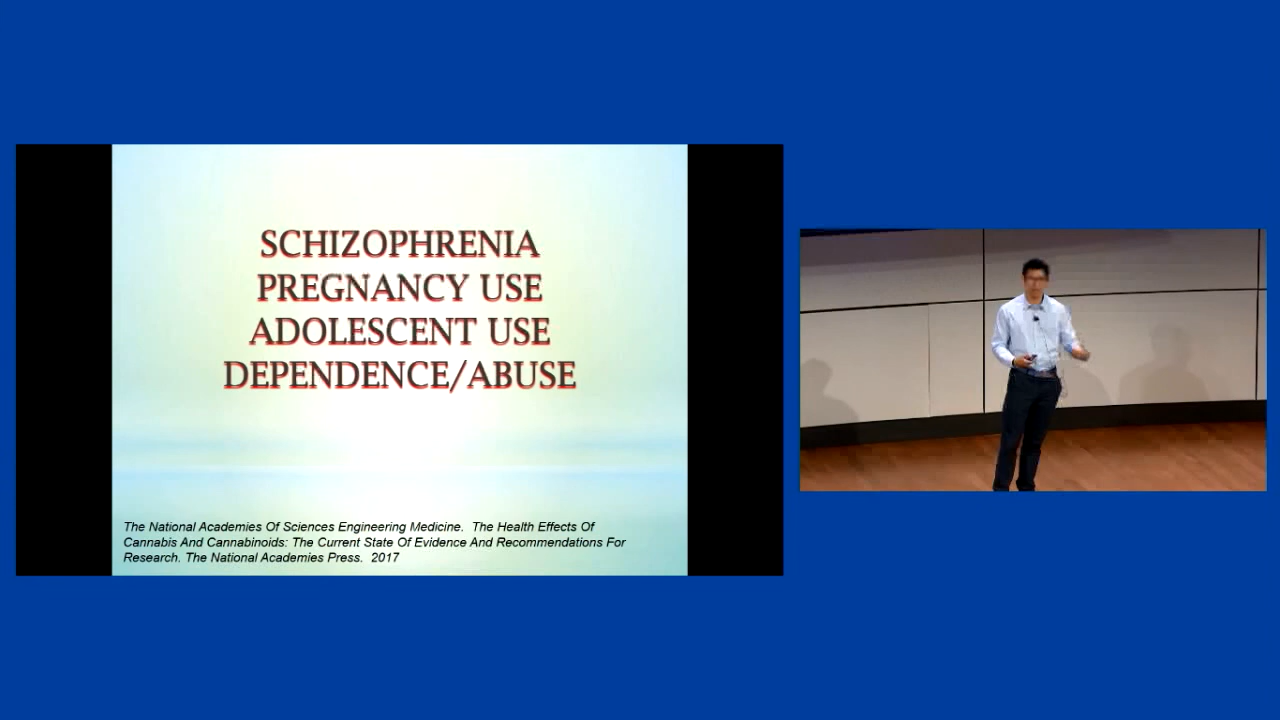 SCHIZOPHRENIA
PREGNANCY USE
ADOLESCENT USE
DEPENDENCE/ABUSE
The National Academies Of Sciences Engineering Medicine. The Health Effects Of
Cannabis And Cannabinoids: The Current State Of Evidence And Recommendations For
Research. The National Academies Press. 2017